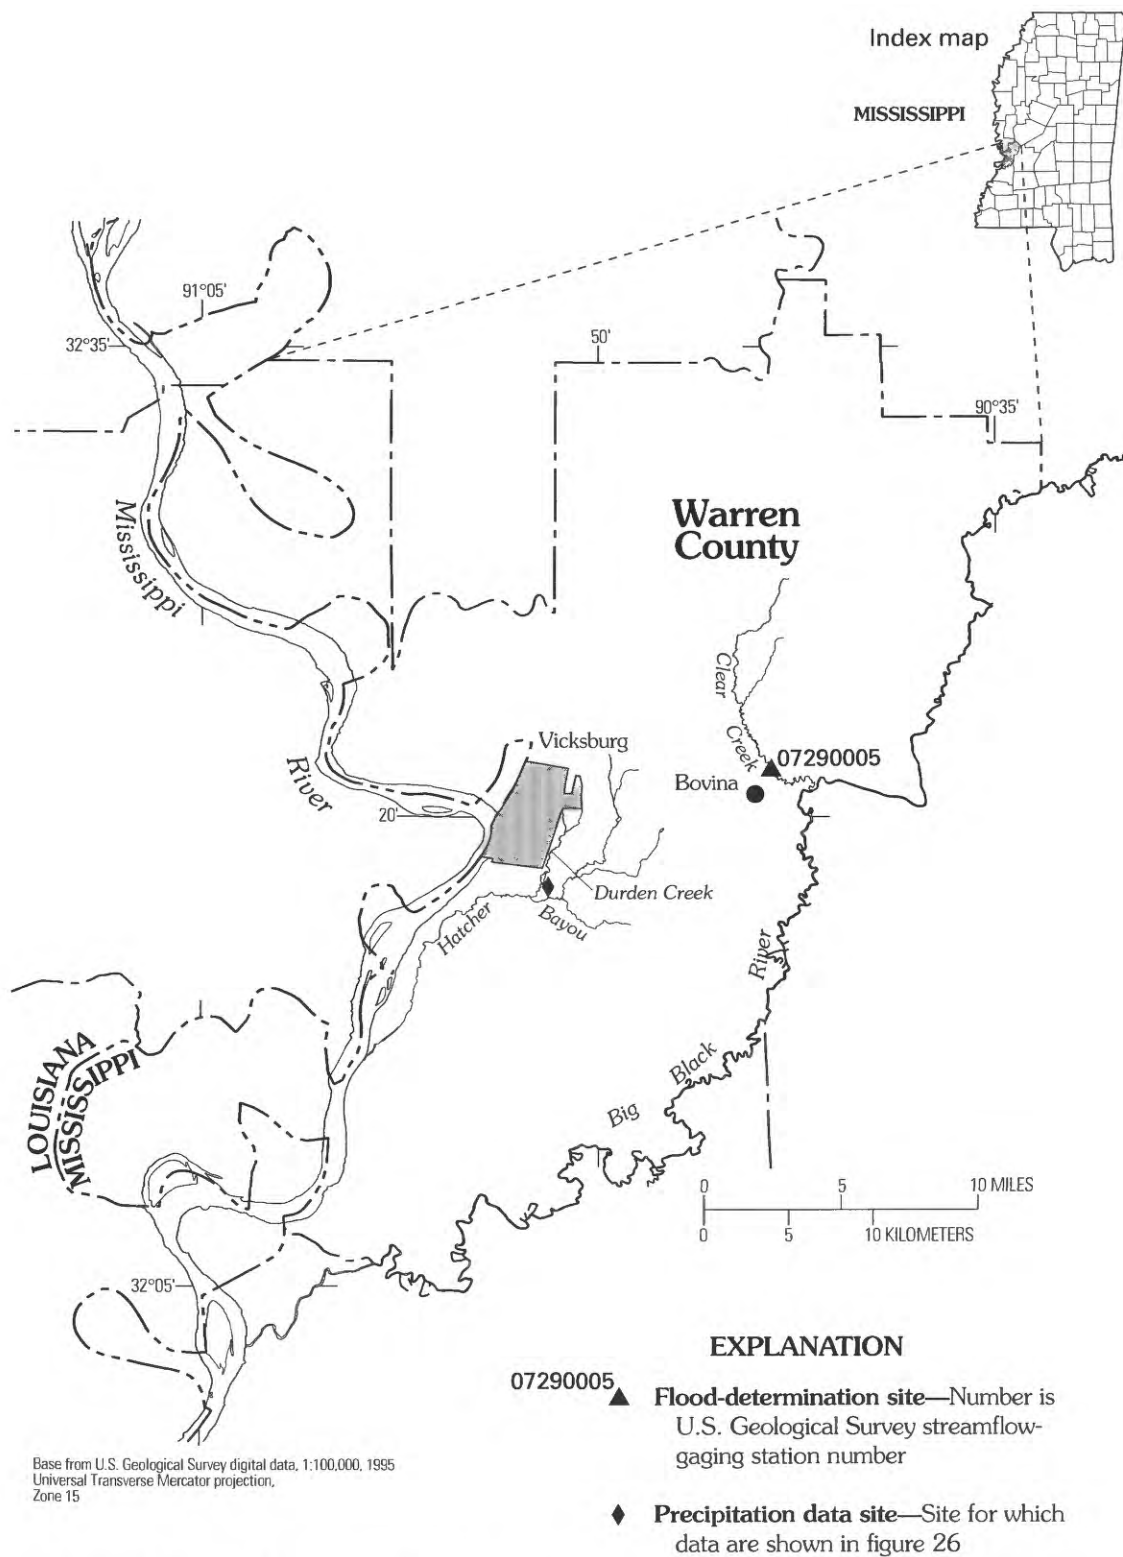 Index map
MISSISSIPPI
91°05'
32°35'
50'
90°35'
Warren
County
Mississippi
River
Clear
Creek
07290005
Vicksburg
Bovina
20'
Durden Creek
Hatcher
Bayou
River
Black
Big
LOUISIANA
MISSISSIPPI
0 5 10 MILES
0 5 10 KILOMETERS
32°05'
EXPLANATION
07290005
Flood-determination site—Number is
U.S. Geological Survey streamflow-
gaging station number
Base from U.S. Geological Survey digital data, 1:100,000, 1995
Universal Transverse Mercator projection,
Zone 15
Precipitation data site—Site for which
data are shown in figure 26